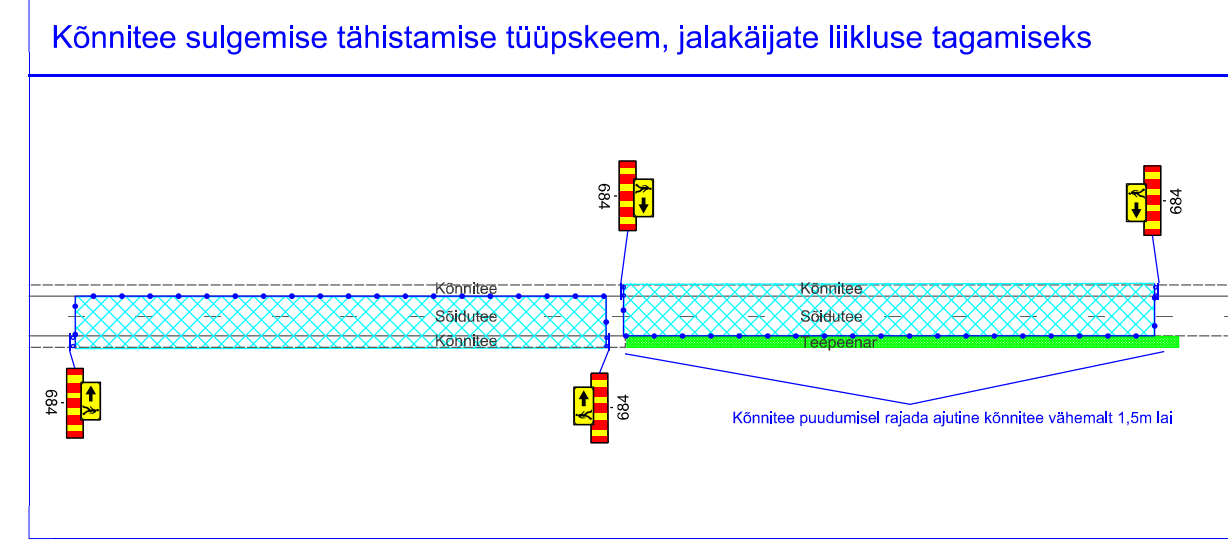 Kõnnitee sulgemise tähistamise tüüpskeem, jalakäijate liikluse tagamiseks
684
684
Kõnnitee
Kõnnitee
Sõidutee
Sõidutee
Kõnnitee
Teepeenar
684
684
Kõnnitee puudumisel rajada ajutine kõnnitee vähemalt 1,5m lai